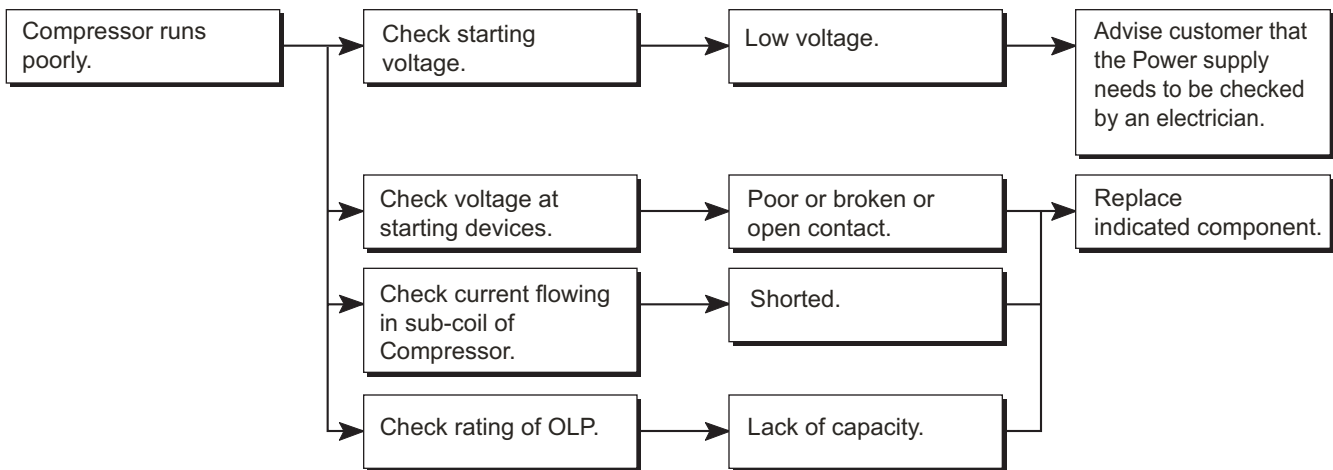 Compressor runs
poorly.
Check starting
voltage.
Low voltage.
Advise customer that
the Power supply
needs to be checked
by an electrician.
Check voltage at
starting devices.
Poor or broken or
open contact.
Replace
indicated component.
Check current flowing
in sub-coil of
Compressor.
Shorted.
Check rating of OLP.
Lack of capacity.